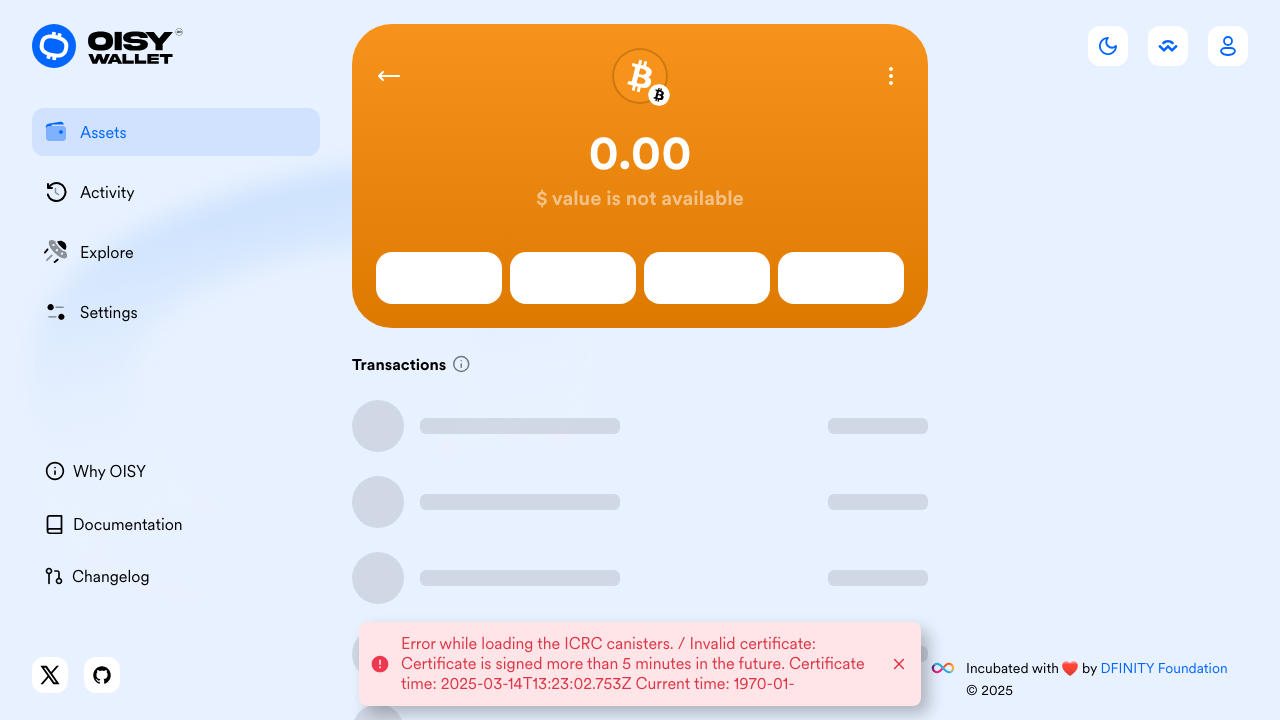 OISY
WALLET
Assets
Activity
Explore
Settings
Why OISY
Documentation
Changelog
0.00
$ value is not available
Transactions
Error while loading the ICRC canisters. / Invalid certificate:
Certificate is signed more than 5 minutes in the future. Certificate
time: 2025-03-14T13:23:02.753Z Current time: 1970-01-
Incubated with ❤️ by DFINITY Foundation
© 2025